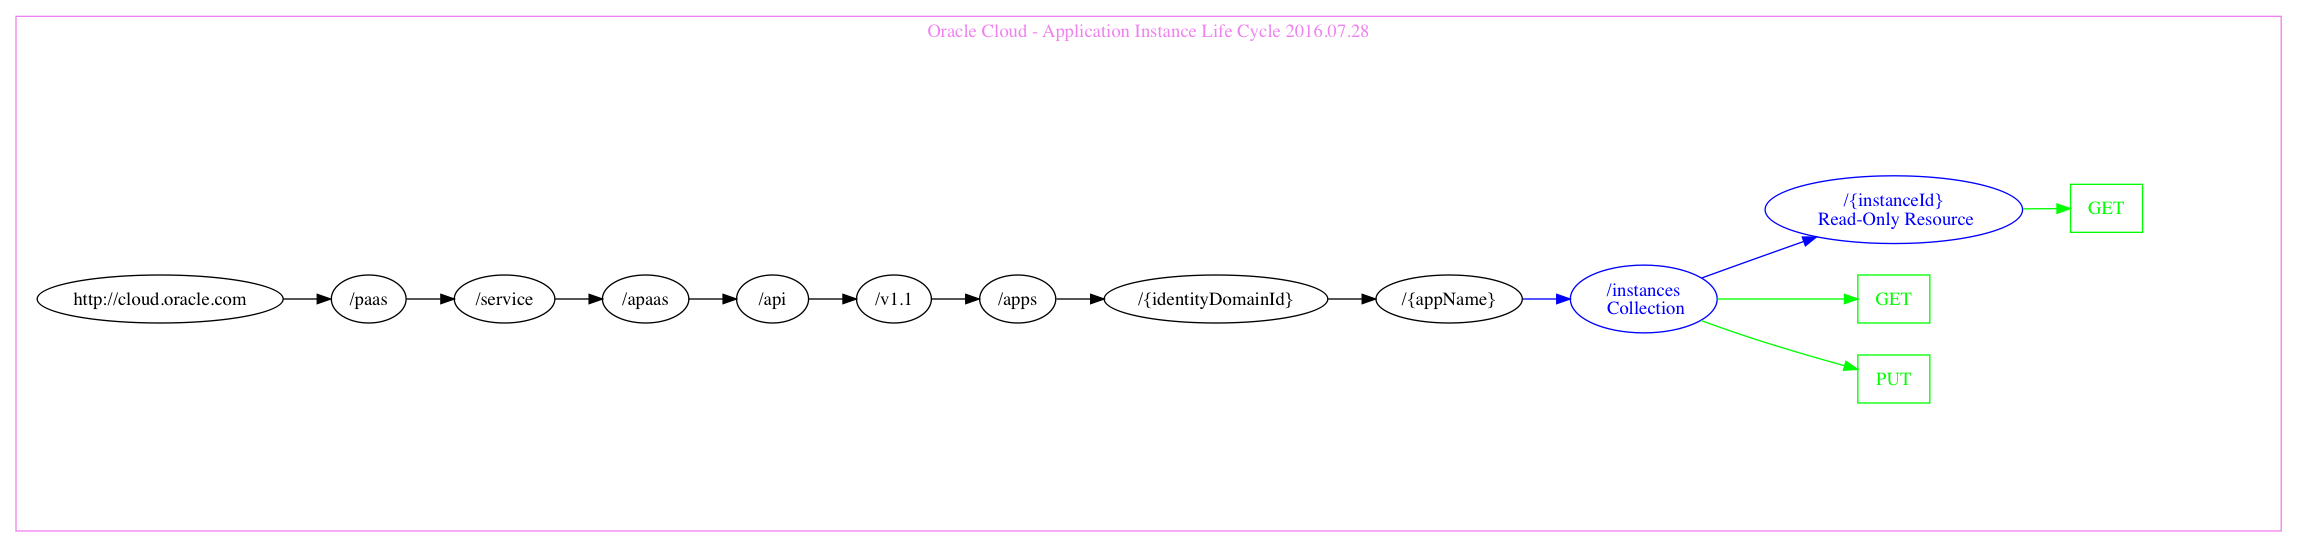 Oracle Cloud - Application Instance Life Cycle 2016.07.28
http://cloud.oracle.com
/paas
/service
/apaas
/api
/v1.1
/apps
/{identityDomainId}
/{appName}
/instances
Collection
/{instanceId}
Read-Only Resource
GET
GET
PUT